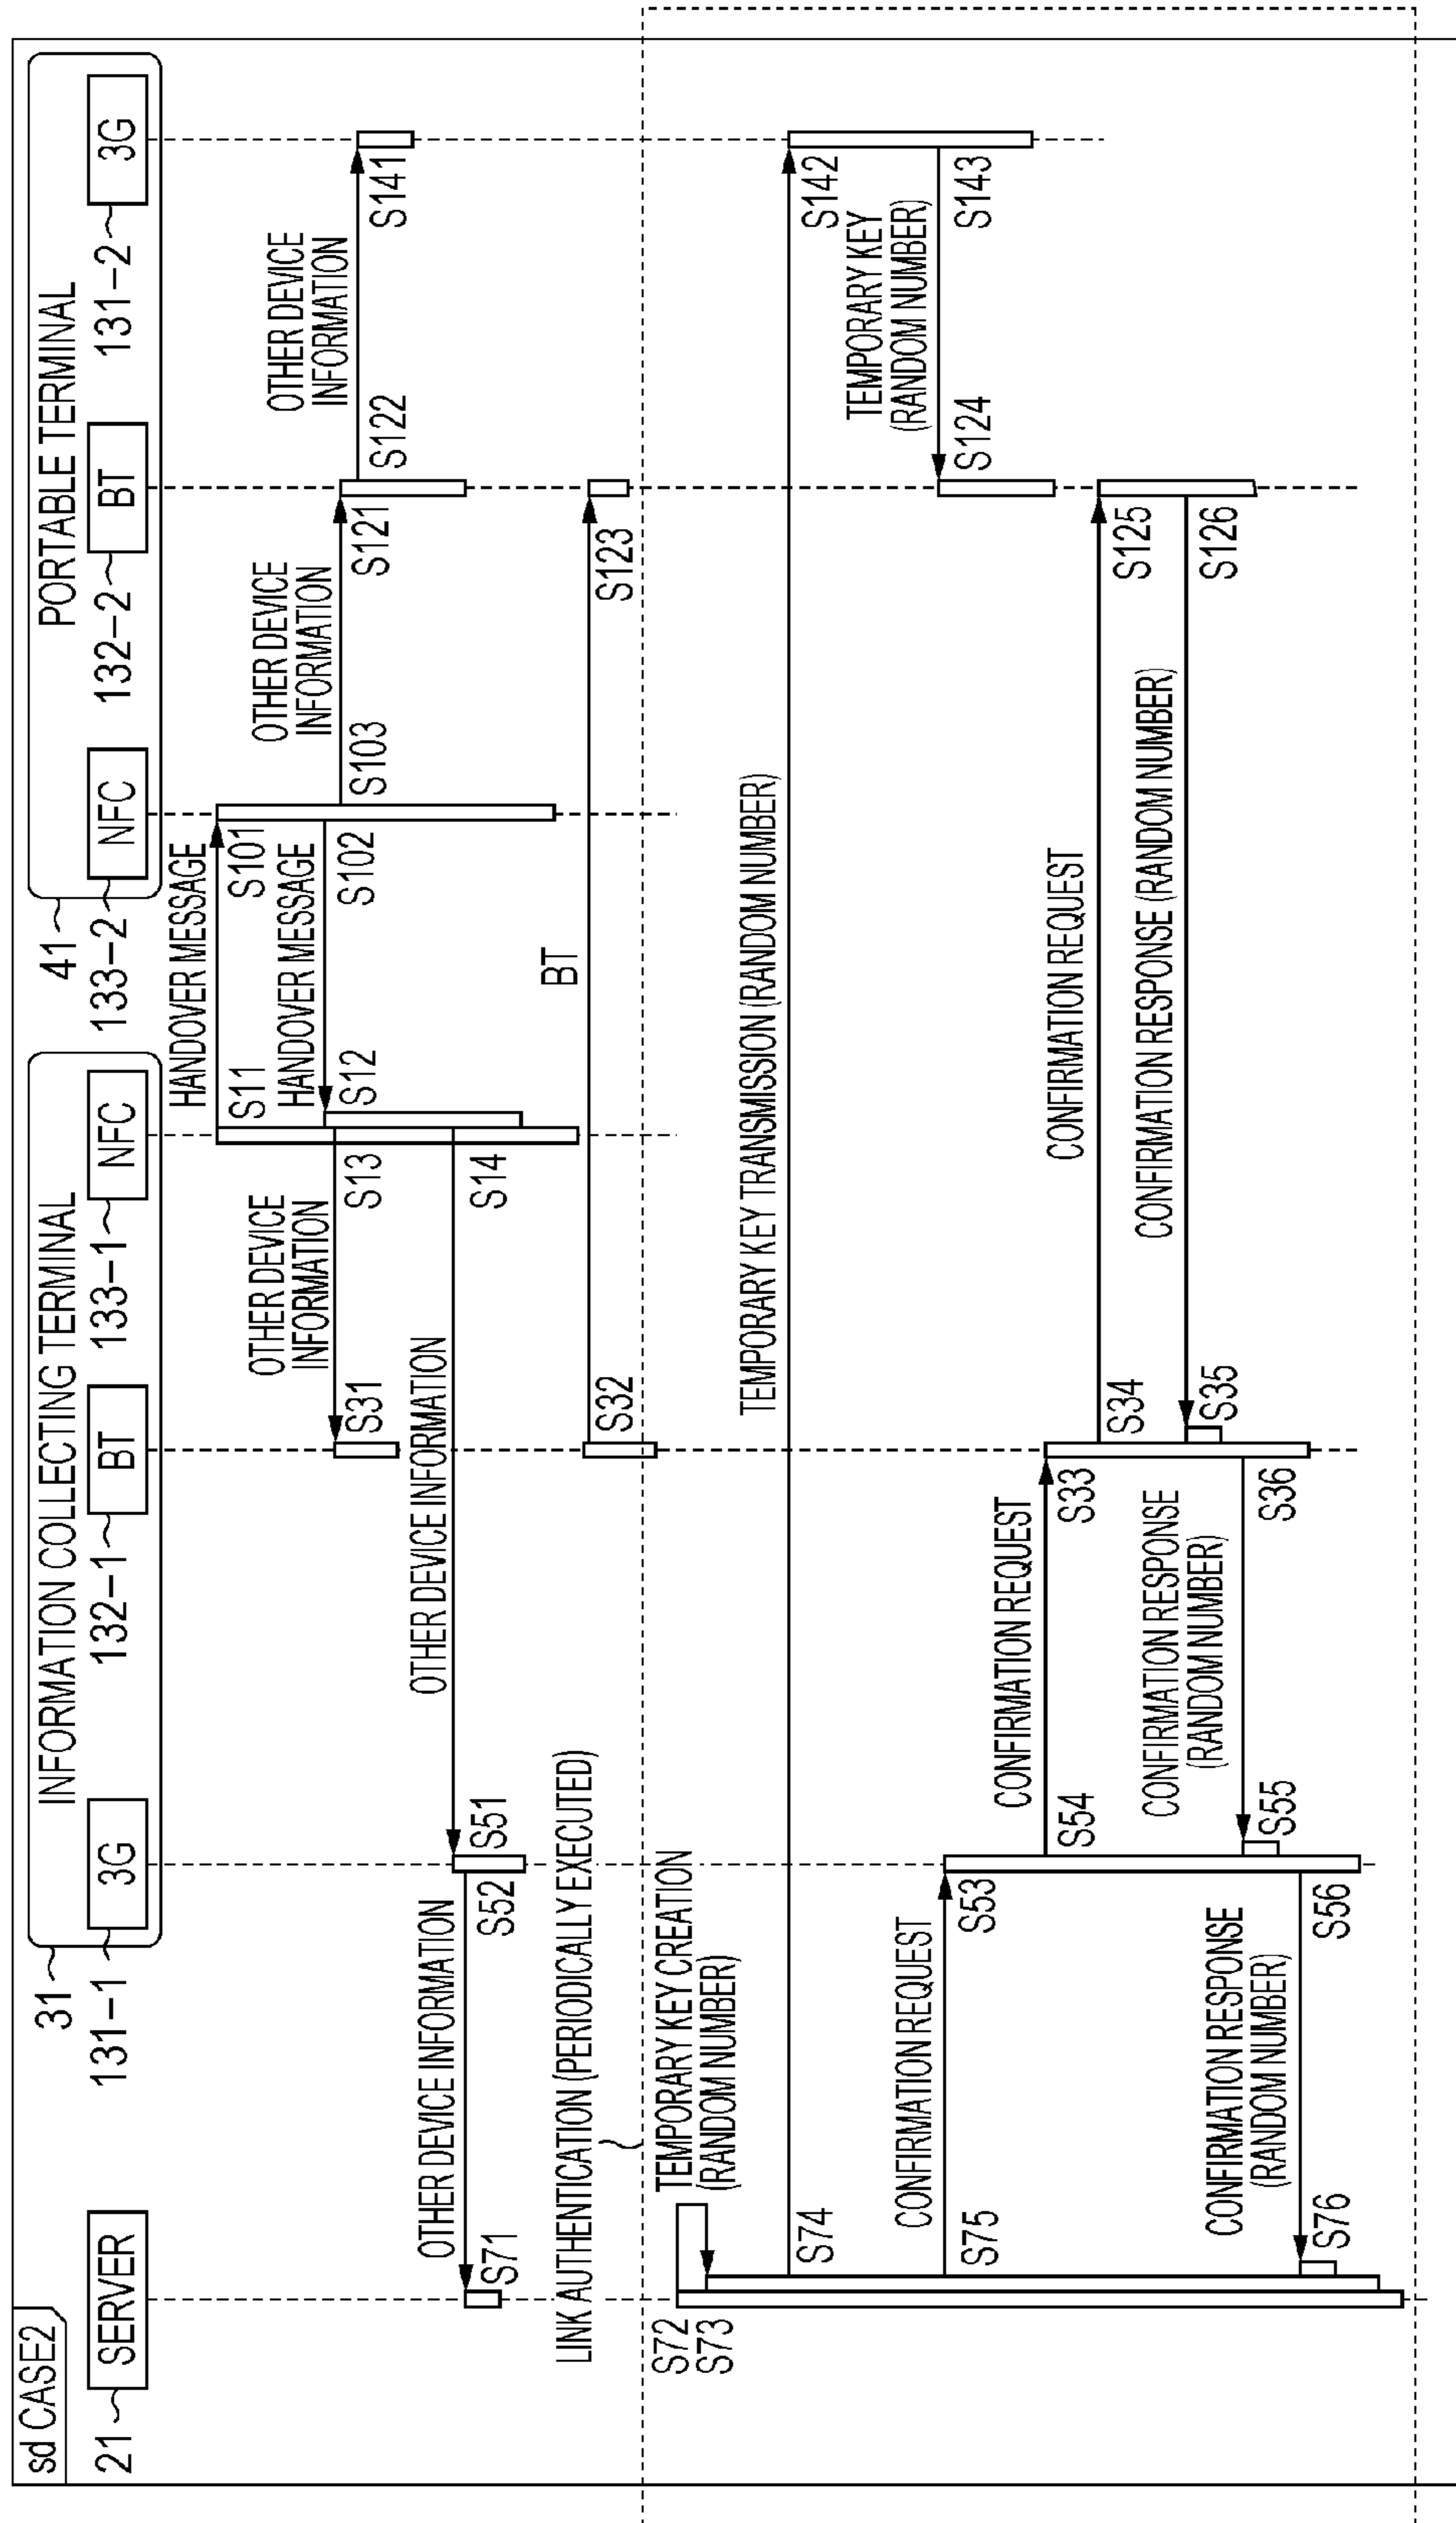 sd CASE2
21
SERVER
31
INFORMATION COLLECTING TERMINAL
131-1
3G
132-1
BT
133-1
NFC
41
PORTABLE TERMINAL
133-2
NFC
132-2
BT
131-2
3G
HANDOVER MESSAGE
S11
S101
HANDOVER MESSAGE
S12
S102
OTHER DEVICE
INFORMATION
S31
S13
OTHER DEVICE
INFORMATION
S103
S121
OTHER DEVICE
INFORMATION
S122
S141
OTHER DEVICE INFORMATION
S51
S14
OTHER DEVICE INFORMATION
S71
S52
BT
S32
S123
LINK AUTHENTICATION (PERIODICALLY EXECUTED)
S72
S73
TEMPORARY KEY CREATION
(RANDOM NUMBER)
TEMPORARY KEY TRANSMISSION (RANDOM NUMBER)
S74
S142
TEMPORARY KEY
(RANDOM NUMBER)
S124
S143
CONFIRMATION REQUEST
S75
S53
CONFIRMATION REQUEST
S54
S33
CONFIRMATION REQUEST
S34
S125
CONFIRMATION RESPONSE (RANDOM NUMBER)
S35
S126
CONFIRMATION RESPONSE
(RANDOM NUMBER)
S55
S36
CONFIRMATION RESPONSE
(RANDOM NUMBER)
S76
S56